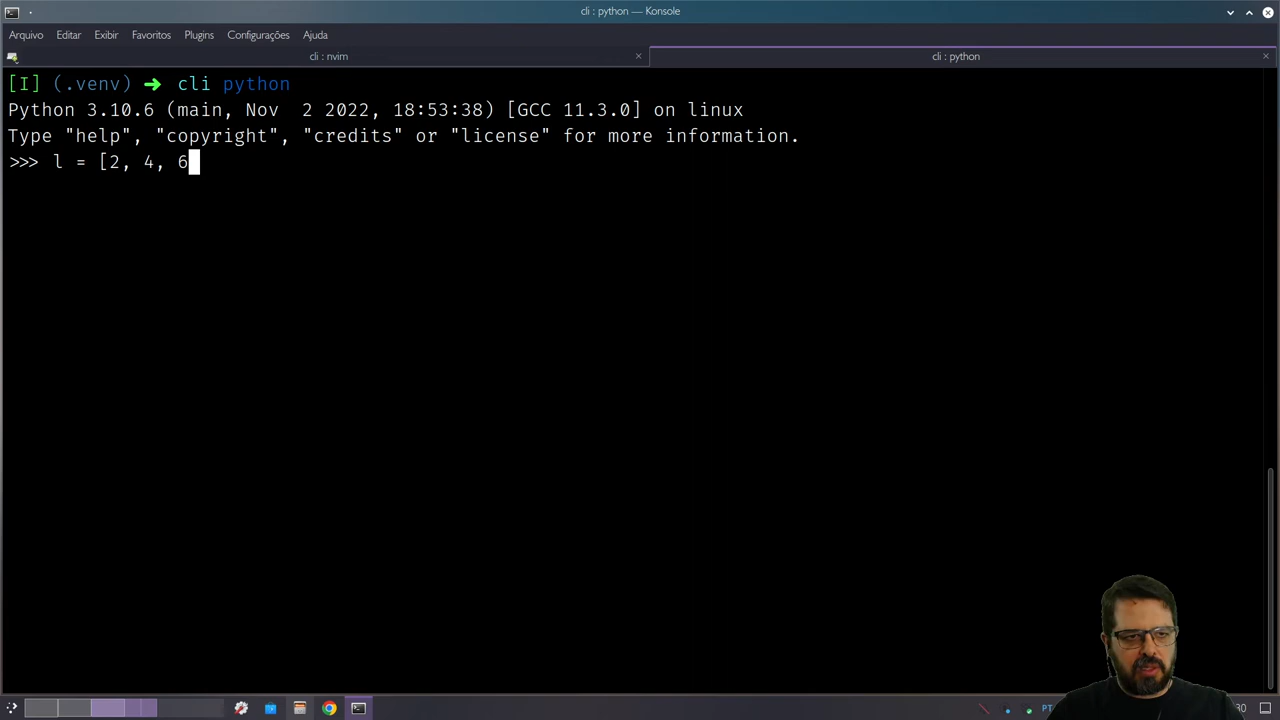 cli : python — Konsole
Arquivo Editar Exibir Favoritos Plugins Configurações Ajuda
cli : nvim
cli : python
[I] (.venv) ➜ cli python
Python 3.10.6 (main, Nov  2 2022, 18:53:38) [GCC 11.3.0] on linux
Type "help", "copyright", "credits" or "license" for more information.
>>> l = [2, 4, 6
30